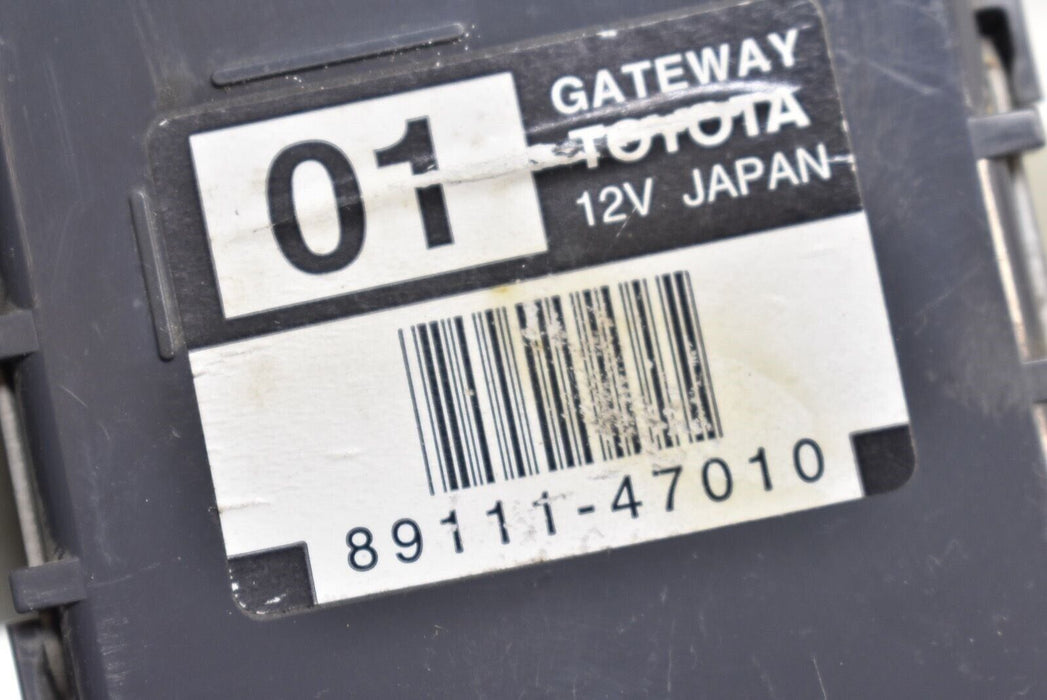 01
GATEWAY
TOYOTA
12V JAPAN
89111-47010